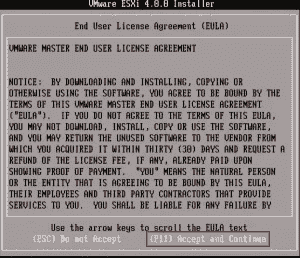 VMware ESXi 4.0.0 Installer
End User License Agreement (EULA)
VMWARE MASTER END USER LICENSE AGREEMENT
NOTICE: BY DOWNLOADING AND INSTALLING, COPYING OR
OTHERWISE USING THE SOFTWARE, YOU AGREE TO BE BOUND BY THE
TERMS OF THIS VMWARE MASTER END USER LICENSE AGREEMENT
("EULA"). IF YOU DO NOT AGREE TO THE TERMS OF THIS EULA,
YOU MAY NOT DOWNLOAD, INSTALL, COPY OR USE THE SOFTWARE,
AND YOU MAY RETURN THE UNUSED SOFTWARE TO THE VENDOR FROM
WHICH YOU ACQUIRED IT WITHIN THIRTY (30) DAYS AND REQUEST A
REFUND OF THE LICENSE FEE, IF ANY, ALREADY PAID UPON
SHOWING PROOF OF PAYMENT. "YOU" MEANS THE NATURAL PERSON
OR THE ENTITY THAT IS AGREEING TO BE BOUND BY THIS EULA,
THEIR EMPLOYEES AND THIRD PARTY CONTRACTORS THAT PROVIDE
SERVICES TO YOU. YOU SHALL BE LIABLE FOR ANY FAILURE BY
Use the arrow keys to scroll the EULA text
(ESC) Do not Accept (F11) Accept and Continue